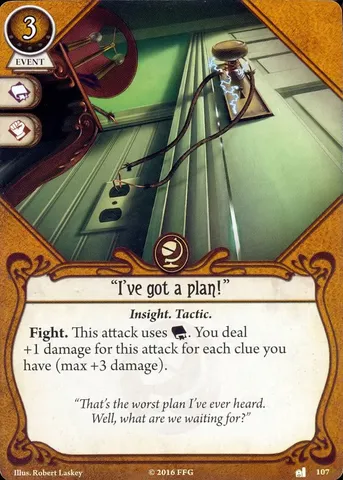 3
EVENT
"I've got a plan!"
Insight. Tactic.
Fight. This attack uses . You deal
+1 damage for this attack for each clue you
have (max +3 damage).
"That's the worst plan I've ever heard.
Well, what are we waiting for?"
Illus. Robert Laskey
© 2016 FFG
107